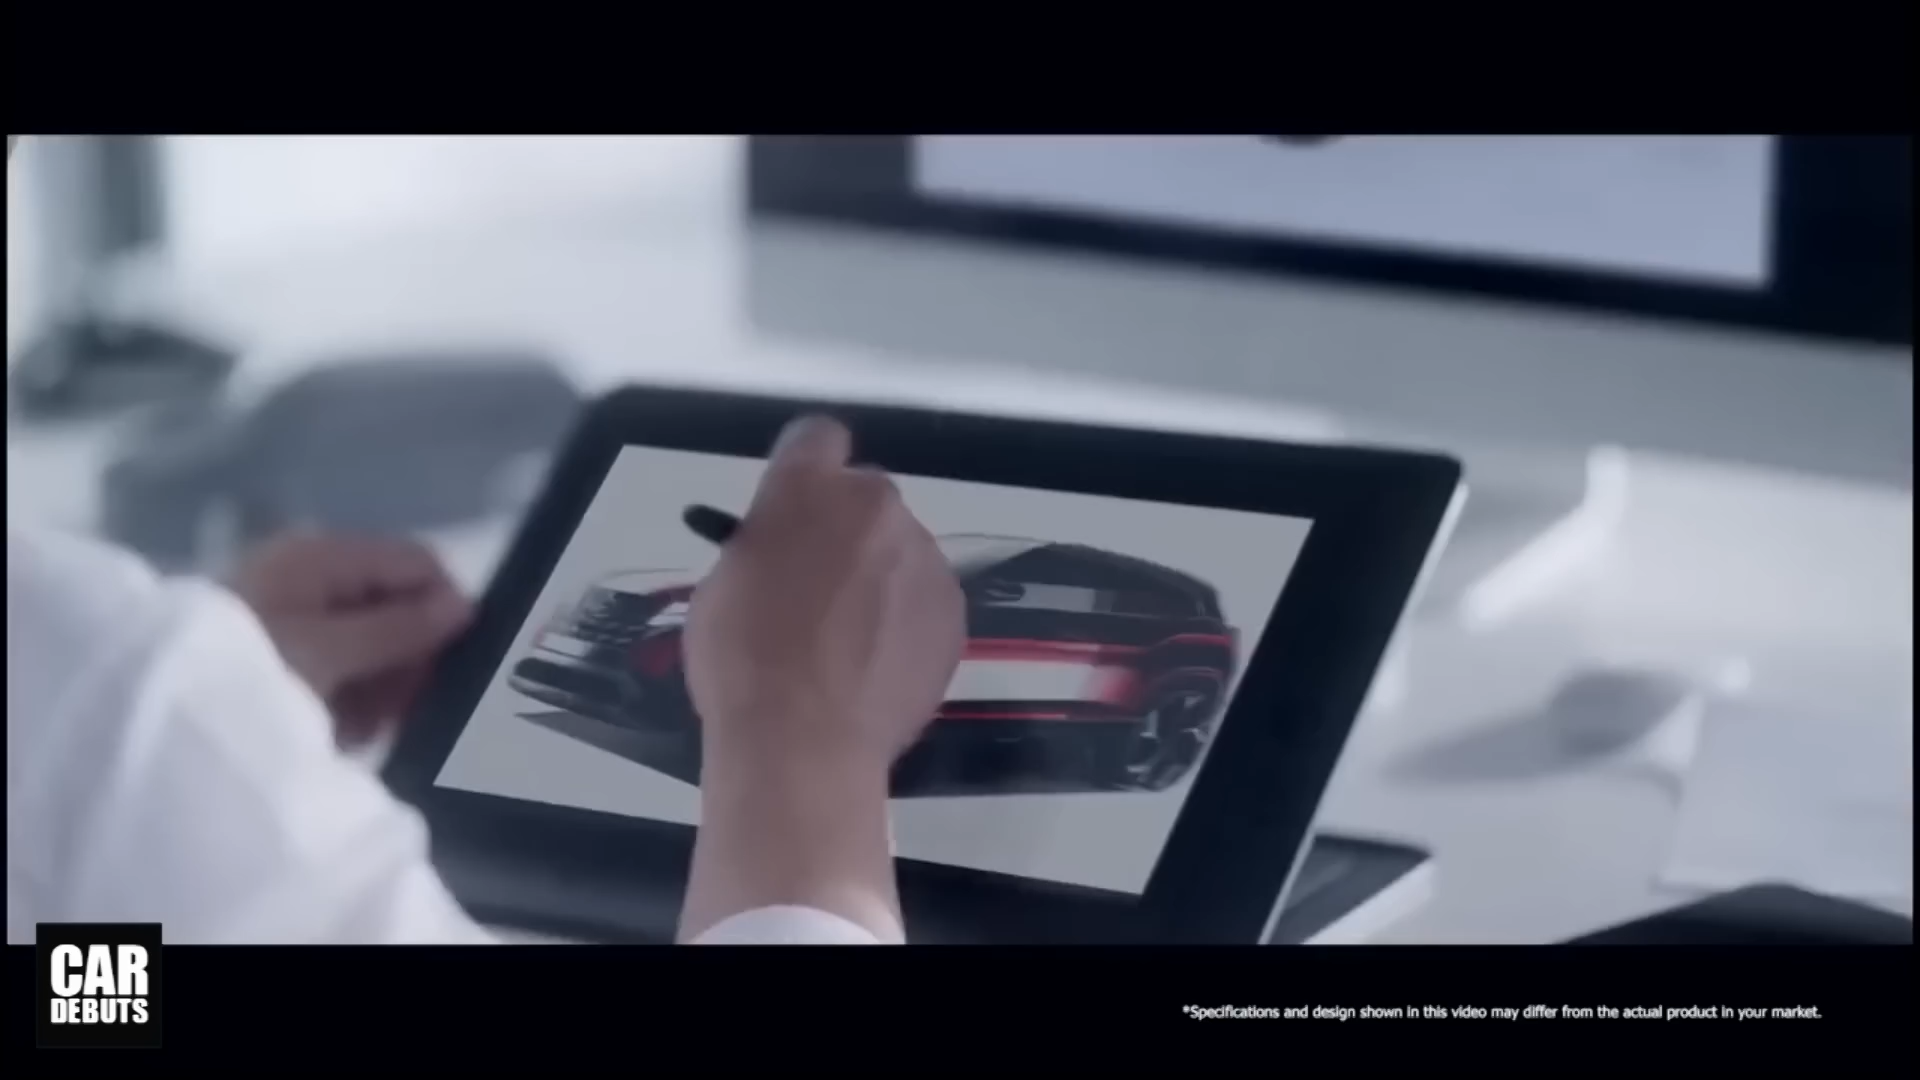 CAR
DEBUTS
*Specifications and design shown in this video may differ from the actual product in your market.